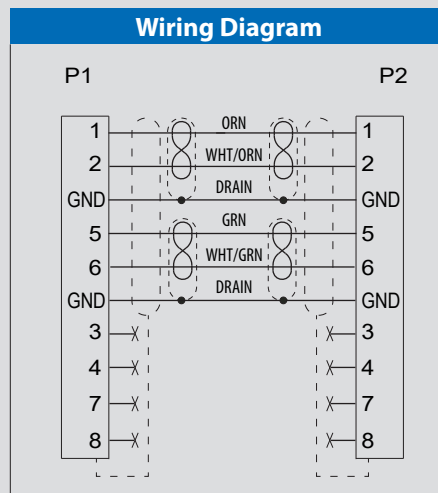 Wiring Diagram
P1 P2
1 ORN 1
2 WHT/ORN 2
GND DRAIN GND
5 GRN 5
6 WHT/GRN 6
GND DRAIN GND
3 3
4 4
7 7
8 8